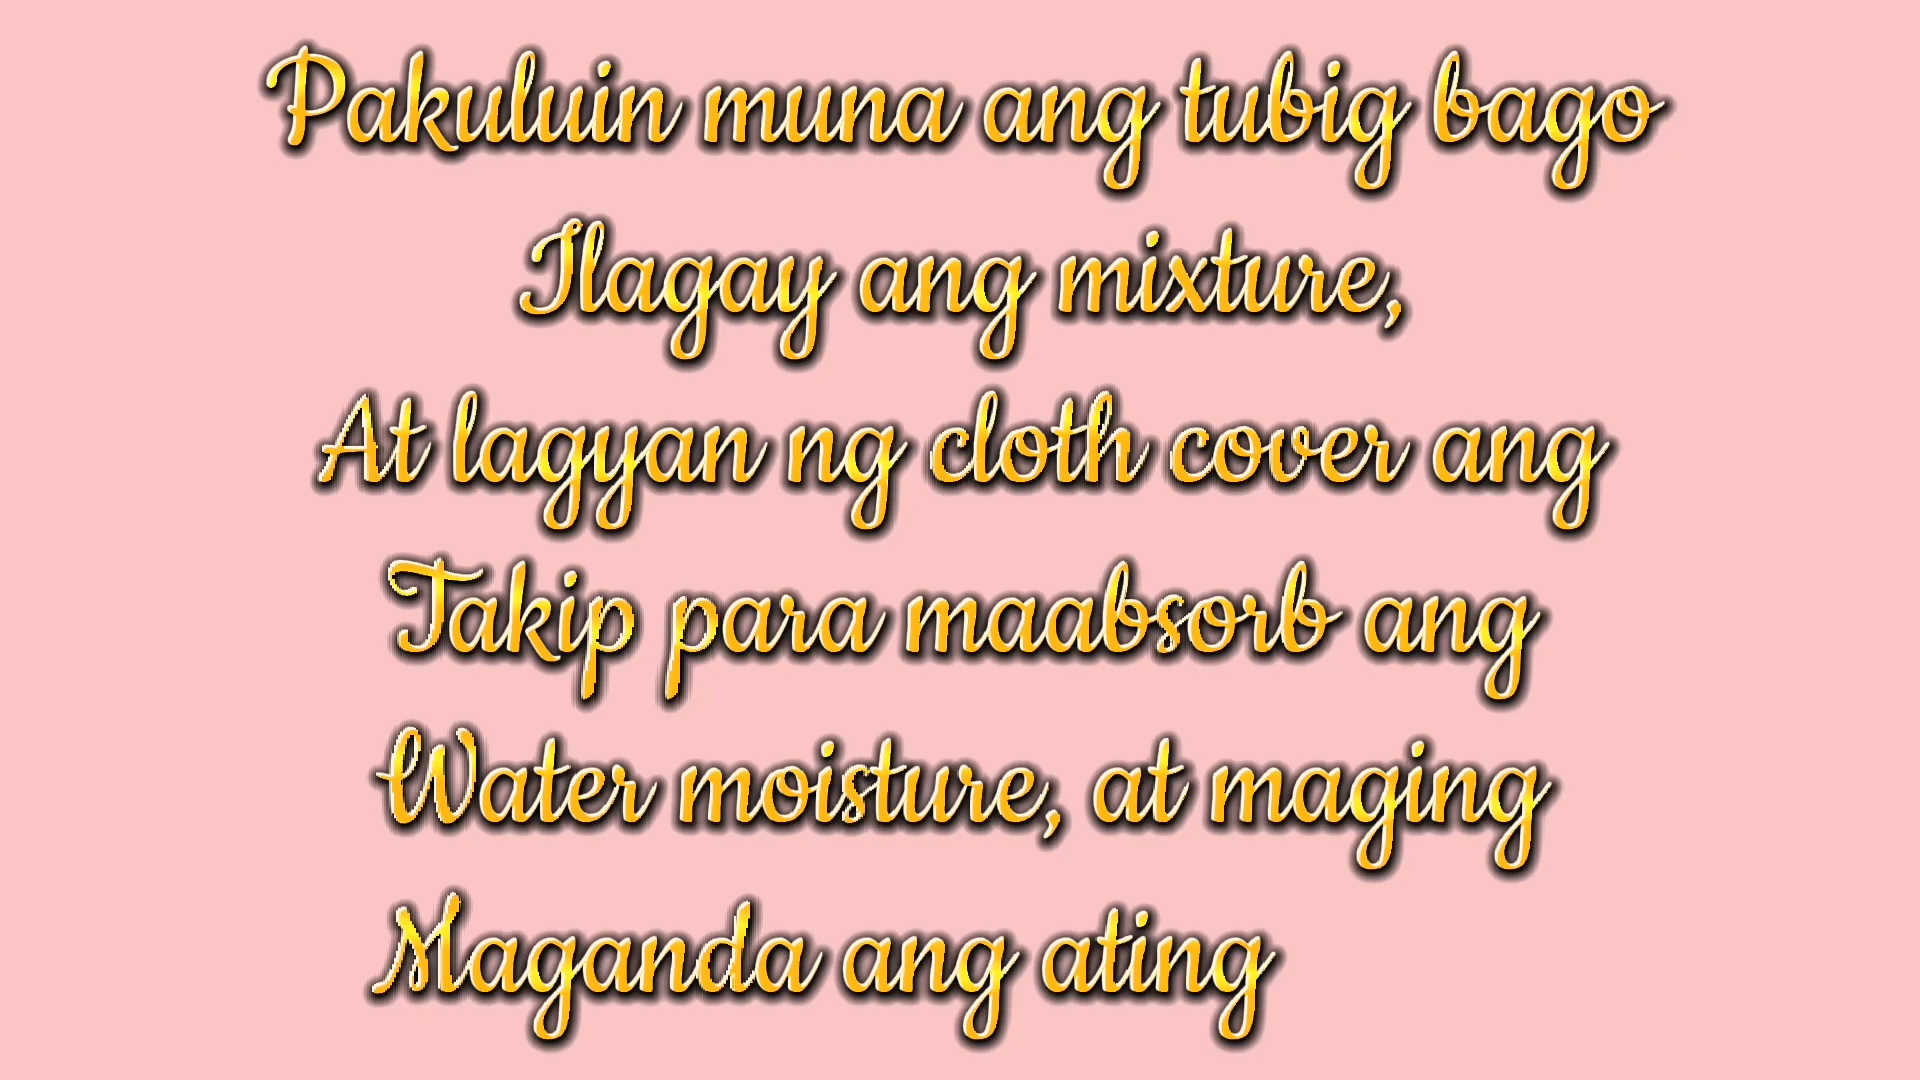 Pakuluin muna ang tubig bago
Ilagay ang mixture,
At lagyan ng cloth cover ang
Takip para maabsorb ang
Water moisture, at maging
Maganda ang ating